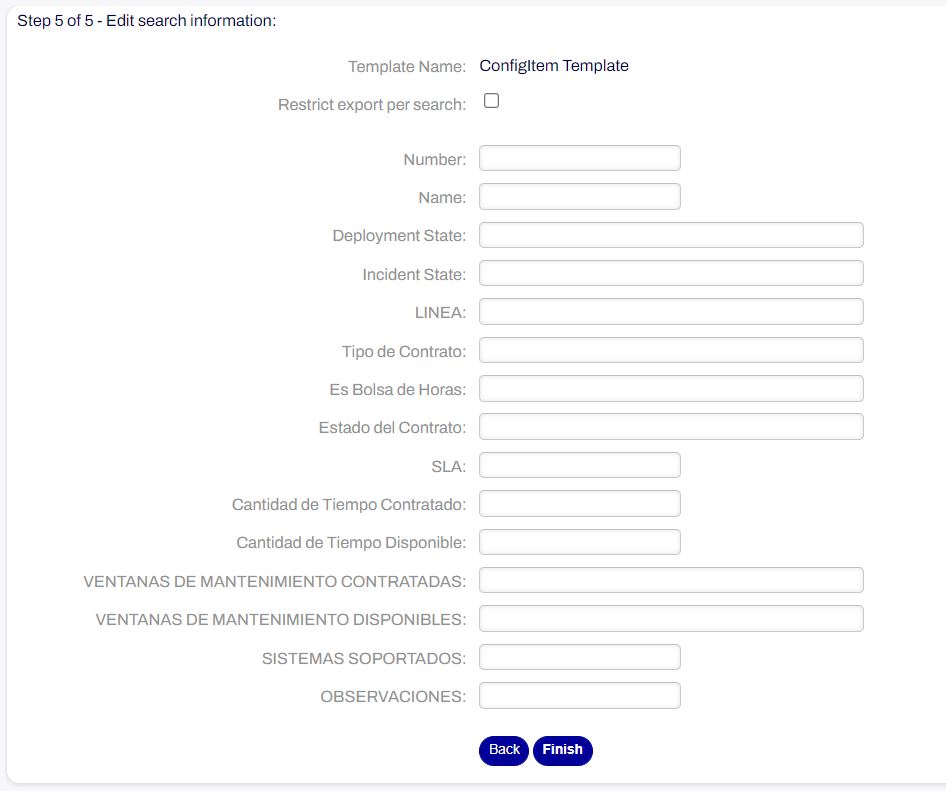 Step 5 of 5 - Edit search information:
Template Name: ConfigItem Template
Restrict export per search:
Number:
Name:
Deployment State:
Incident State:
LINEA:
Tipo de Contrato:
Es Bolsa de Horas:
Estado del Contrato:
SLA:
Cantidad de Tiempo Contratado:
Cantidad de Tiempo Disponible:
VENTANAS DE MANTENIMIENTO CONTRATADAS:
VENTANAS DE MANTENIMIENTO DISPONIBLES:
SISTEMAS SOPORTADOS:
OBSERVACIONES:
Back Finish